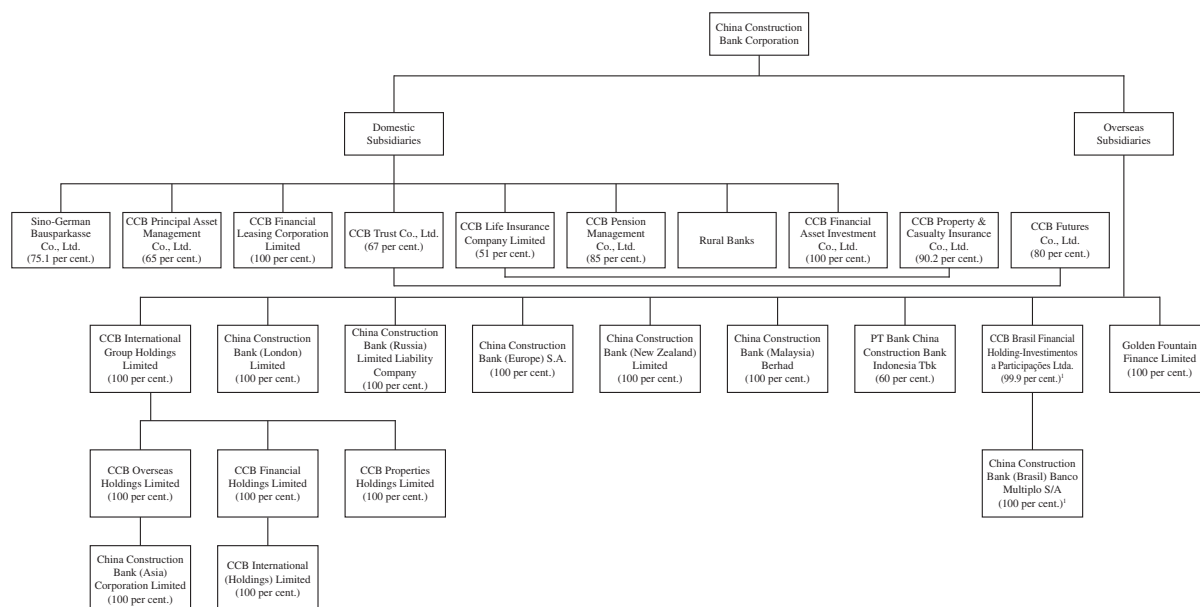 China Construction
Bank Corporation
Domestic
Subsidiaries
Overseas
Subsidiaries
Sino-German
Bausparkasse
Co., Ltd.
(75.1 per cent.)
CCB Principal Asset
Management
Co., Ltd.
(65 per cent.)
CCB Financial
Leasing Corporation
Limited
(100 per cent.)
CCB Trust Co., Ltd.
(67 per cent.)
CCB Life Insurance
Company Limited
(51 per cent.)
CCB Pension
Management
Co., Ltd.
(85 per cent.)
Rural Banks
CCB Financial
Asset Investment
Co., Ltd.
(100 per cent.)
CCB Property &
Casualty Insurance
Co., Ltd.
(90.2 per cent.)
CCB Futures
Co., Ltd.
(80 per cent.)
CCB International
Group Holdings
Limited
(100 per cent.)
China Construction
Bank (London)
Limited
(100 per cent.)
China Construction
Bank (Russia)
Limited Liability
Company
(100 per cent.)
China Construction
Bank (Europe) S.A.
(100 per cent.)
China Construction
Bank (New Zealand)
Limited
(100 per cent.)
China Construction
Bank (Malaysia)
Berhad
(100 per cent.)
PT Bank China
Construction Bank
Indonesia Tbk
(60 per cent.)
CCB Brasil Financial
Holding-Investimentos
a Participações Ltda.
(99.9 per cent.)¹
Golden Fountain
Finance Limited
(100 per cent.)
CCB Overseas
Holdings Limited
(100 per cent.)
CCB Financial
Holdings Limited
(100 per cent.)
CCB Properties
Holdings Limited
(100 per cent.)
China Construction
Bank (Brasil) Banco
Multiplo S/A
(100 per cent.)¹
China Construction
Bank (Asia)
Corporation Limited
(100 per cent.)
CCB International
(Holdings) Limited
(100 per cent.)